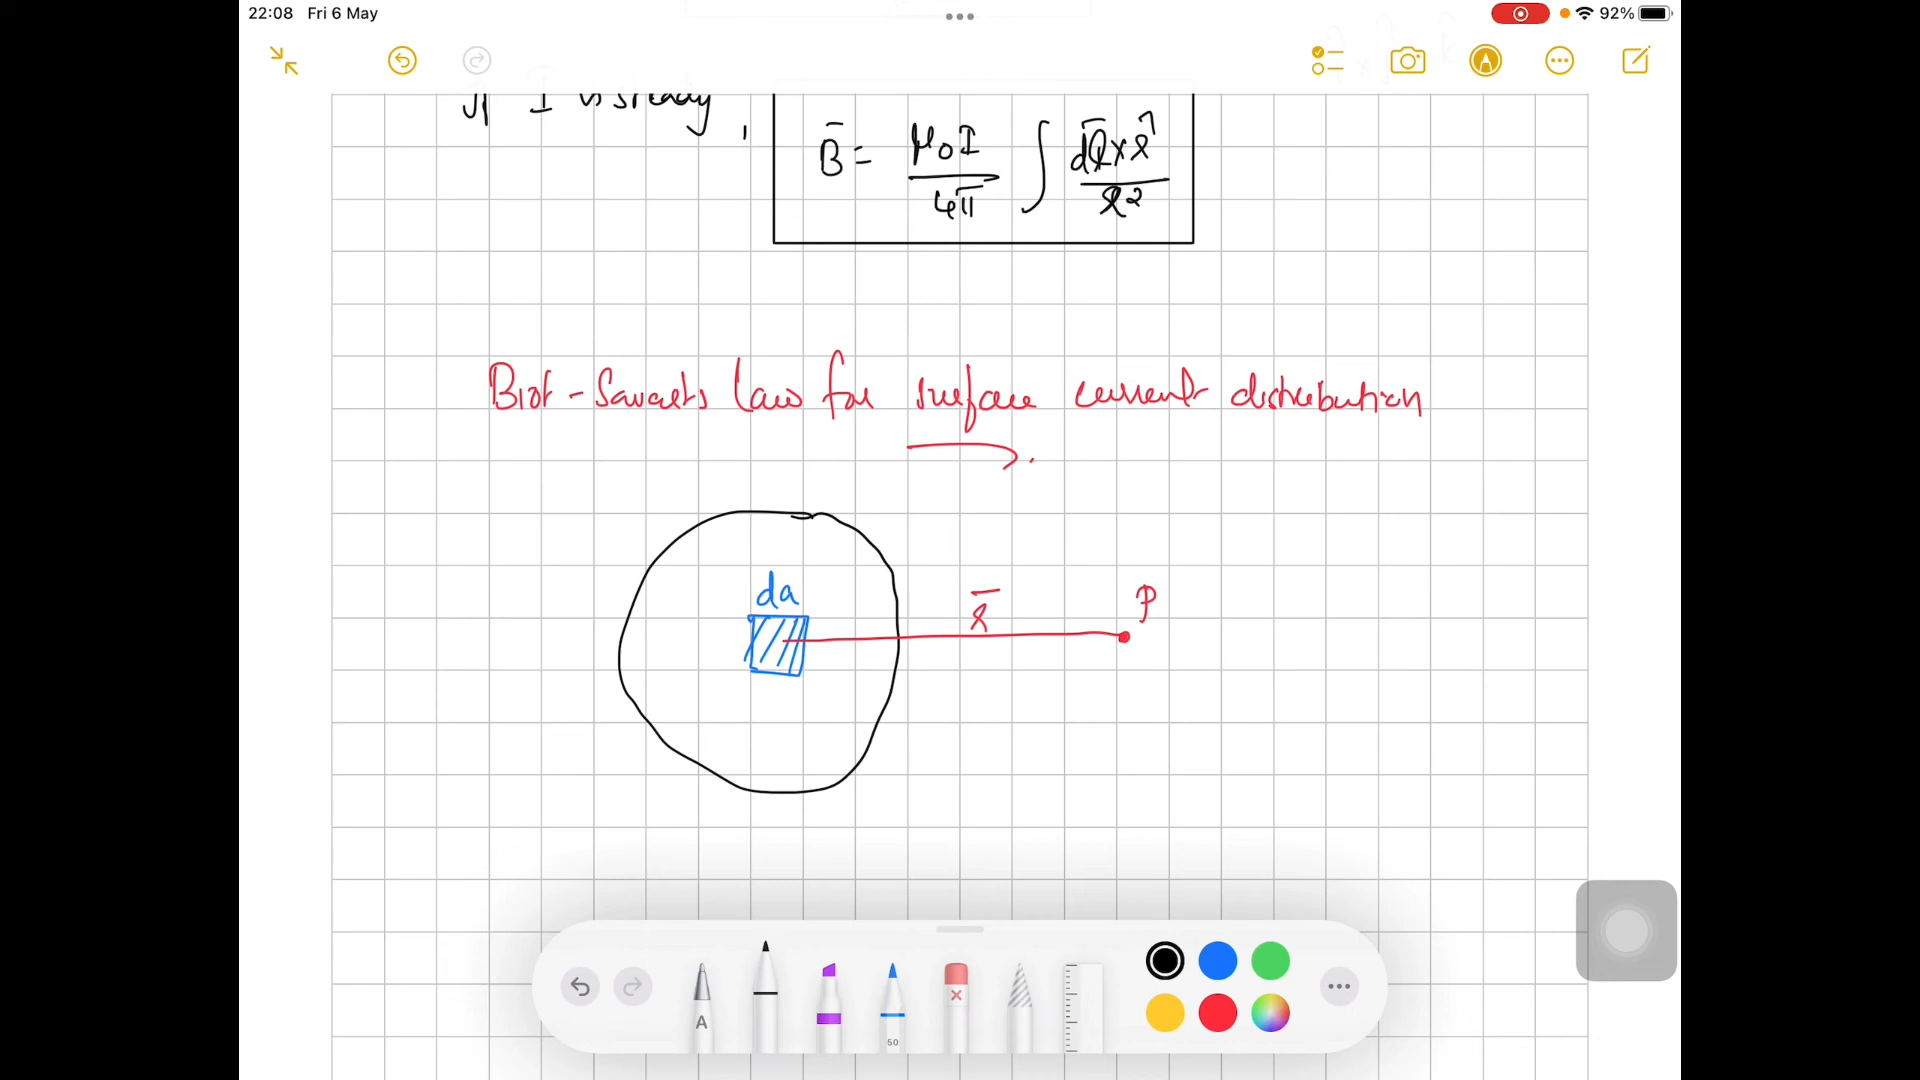 22:08 Fri 6 May 92%
If I is steady,
B̄ = μ₀I / 4π ∫ dl̄ × r̂ / r²
Biot-Savarts law for surface current distribution
da
r̄
P
A
50